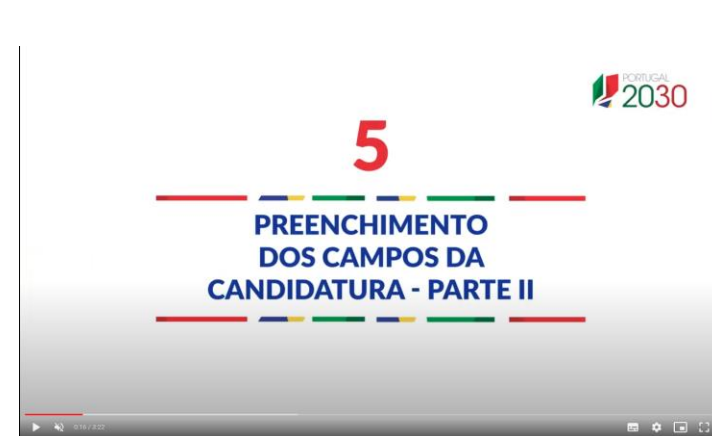 PORTUGAL
2030
5
PREENCHIMENTO
DOS CAMPOS DA
CANDIDATURA - PARTE II